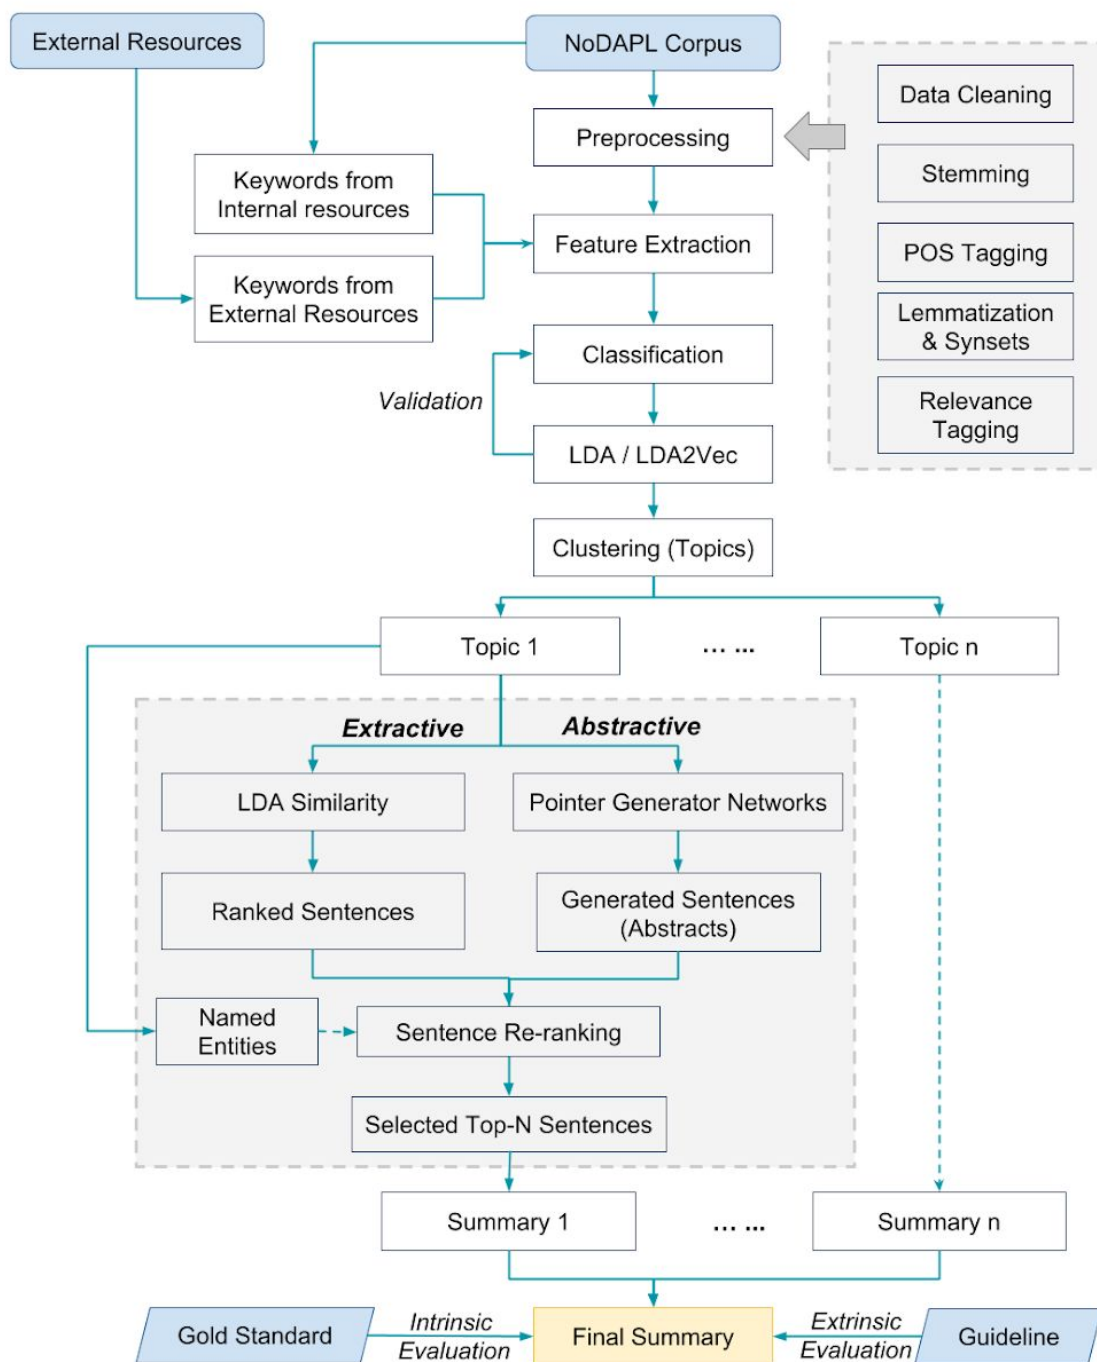 External Resources
NoDAPL Corpus
Data Cleaning
Preprocessing
Stemming
Keywords from
Internal resources
Feature Extraction
POS Tagging
Keywords from
External Resources
Lemmatization
& Synsets
Classification
Validation
Relevance
Tagging
LDA / LDA2Vec
Clustering (Topics)
Topic 1
... ...
Topic n
Extractive
Abstractive
LDA Similarity
Pointer Generator Networks
Ranked Sentences
Generated Sentences
(Abstracts)
Named
Entities
Sentence Re-ranking
Selected Top-N Sentences
Summary 1
... ...
Summary n
Gold Standard
Intrinsic
Evaluation
Final Summary
Extrinsic
Evaluation
Guideline